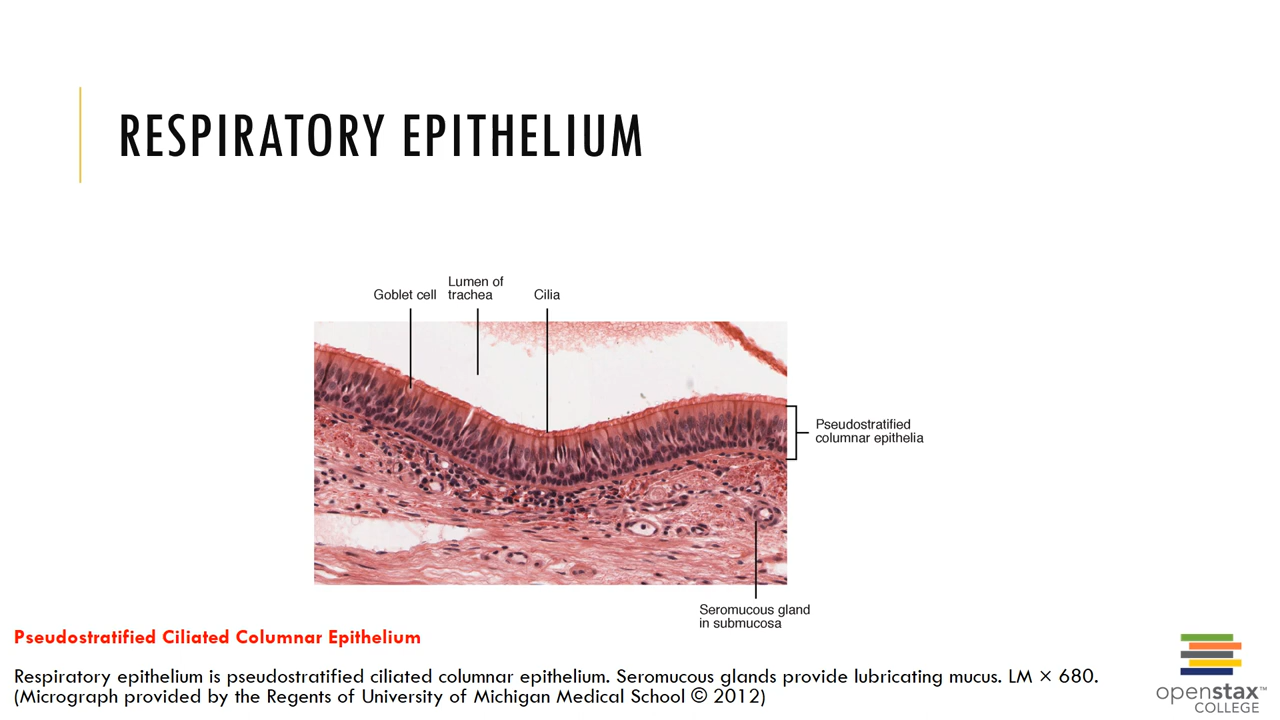 RESPIRATORY EPITHELIUM
Lumen of
Goblet cell trachea Cilia
Pseudostratified
columnar epithelia
Seromucous gland
in submucosa
Pseudostratified Ciliated Columnar Epithelium
Respiratory epithelium is pseudostratified ciliated columnar epithelium. Seromucous glands provide lubricating mucus. LM × 680.
(Micrograph provided by the Regents of University of Michigan Medical School © 2012)
openstax™
COLLEGE